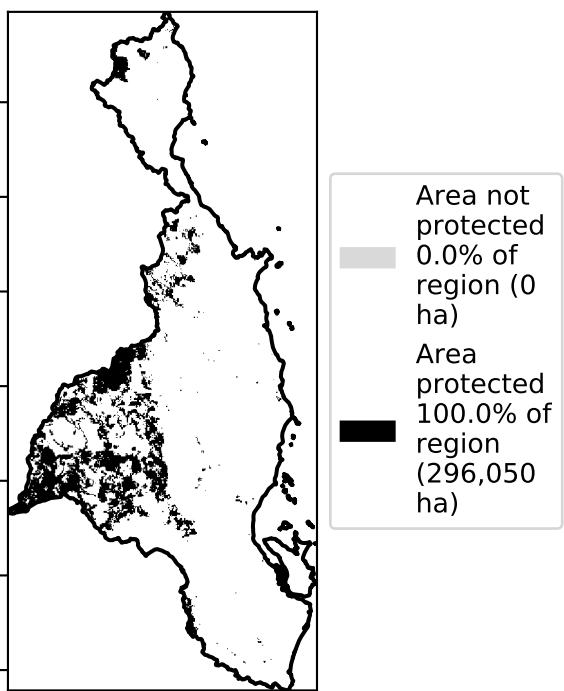 Area not
protected
0.0% of
region (0
ha)
Area
protected
100.0% of
region
(296,050
ha)